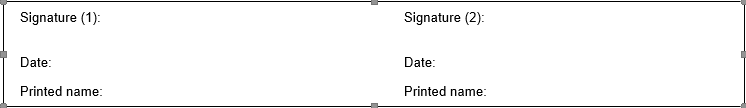 Signature (1): Signature (2):
Date: Date:
Printed name: Printed name: